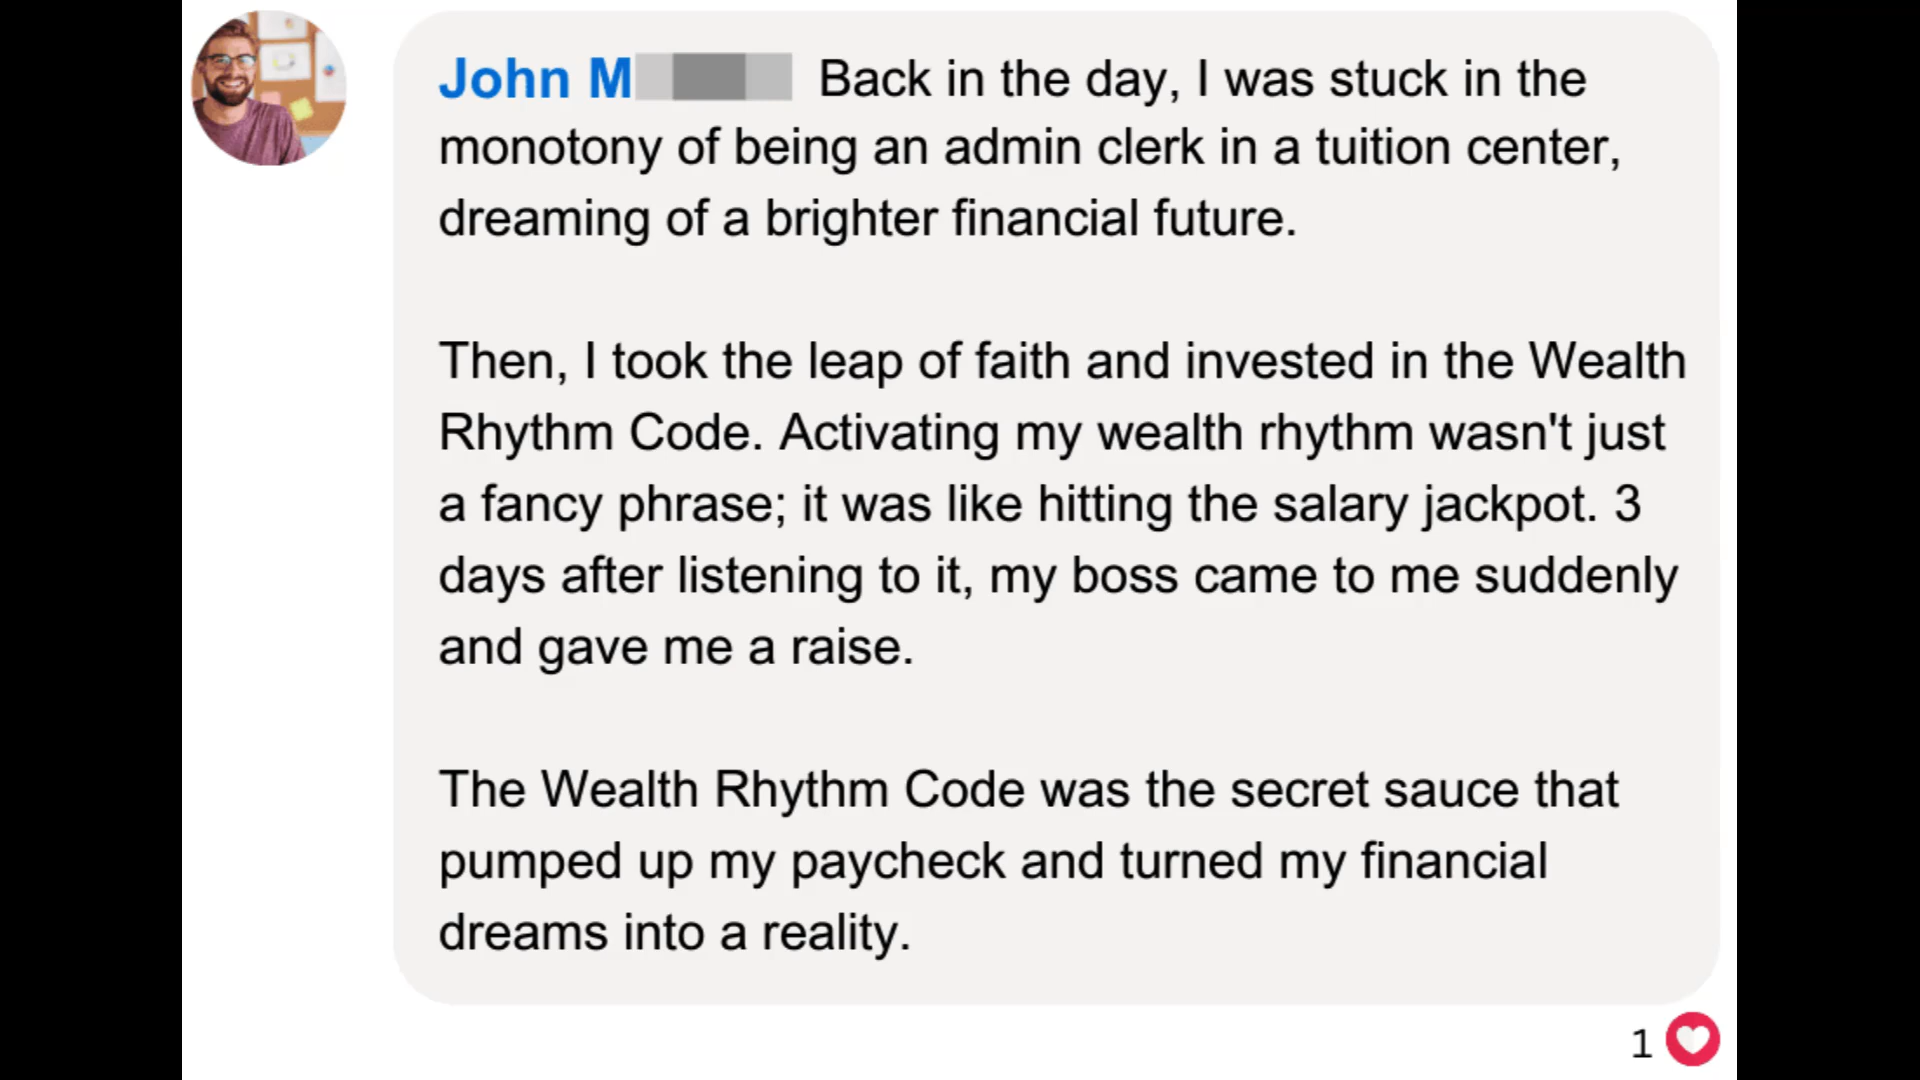 John M Back in the day, I was stuck in the
monotony of being an admin clerk in a tuition center,
dreaming of a brighter financial future.
Then, I took the leap of faith and invested in the Wealth
Rhythm Code. Activating my wealth rhythm wasn't just
a fancy phrase; it was like hitting the salary jackpot. 3
days after listening to it, my boss came to me suddenly
and gave me a raise.
The Wealth Rhythm Code was the secret sauce that
pumped up my paycheck and turned my financial
dreams into a reality.
1